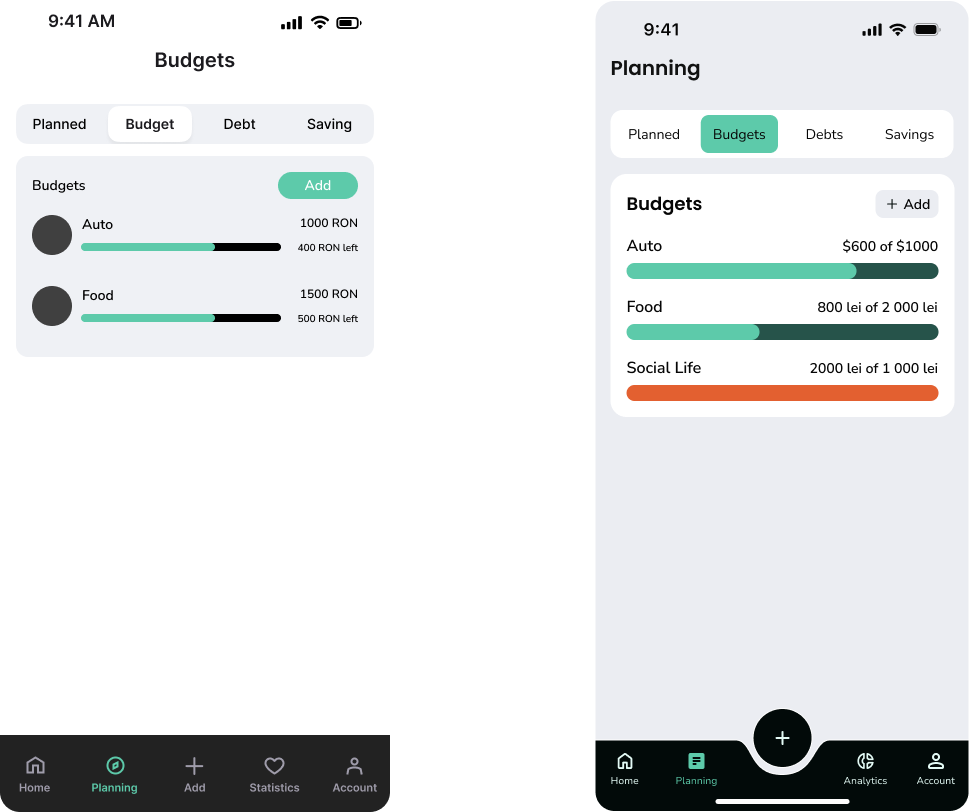 9:41 AM
Budgets
Planned Budget Debt Saving
Budgets Add
Auto 1000 RON
400 RON left
Food 1500 RON
500 RON left
Home Planning Add Statistics Account
9:41
Planning
Planned Budgets Debts Savings
Budgets + Add
Auto $600 of $1000
Food 800 lei of 2 000 lei
Social Life 2000 lei of 1 000 lei
+
Home Planning Analytics Account